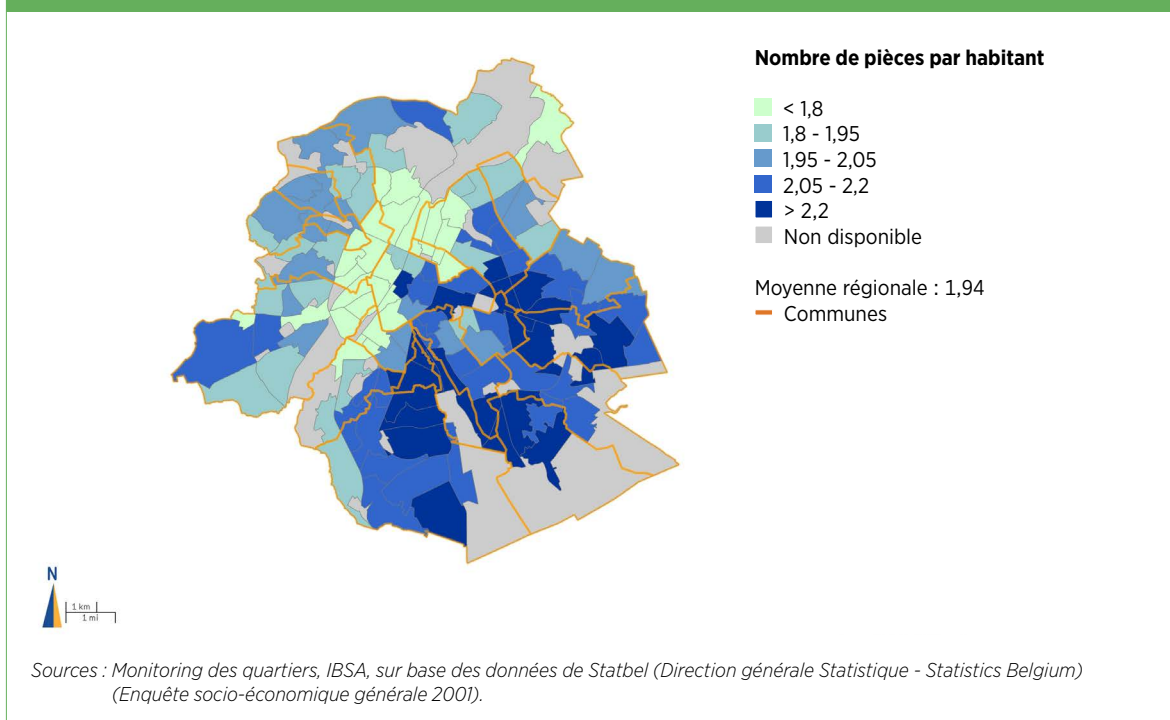 Nombre de pièces par habitant
< 1,8
1,8 - 1,95
1,95 - 2,05
2,05 - 2,2
> 2,2
Non disponible
Moyenne régionale : 1,94
Communes
N
1 km
1 mi
Sources : Monitoring des quartiers, IBSA, sur base des données de Statbel (Direction générale Statistique - Statistics Belgium)
(Enquête socio-économique générale 2001).